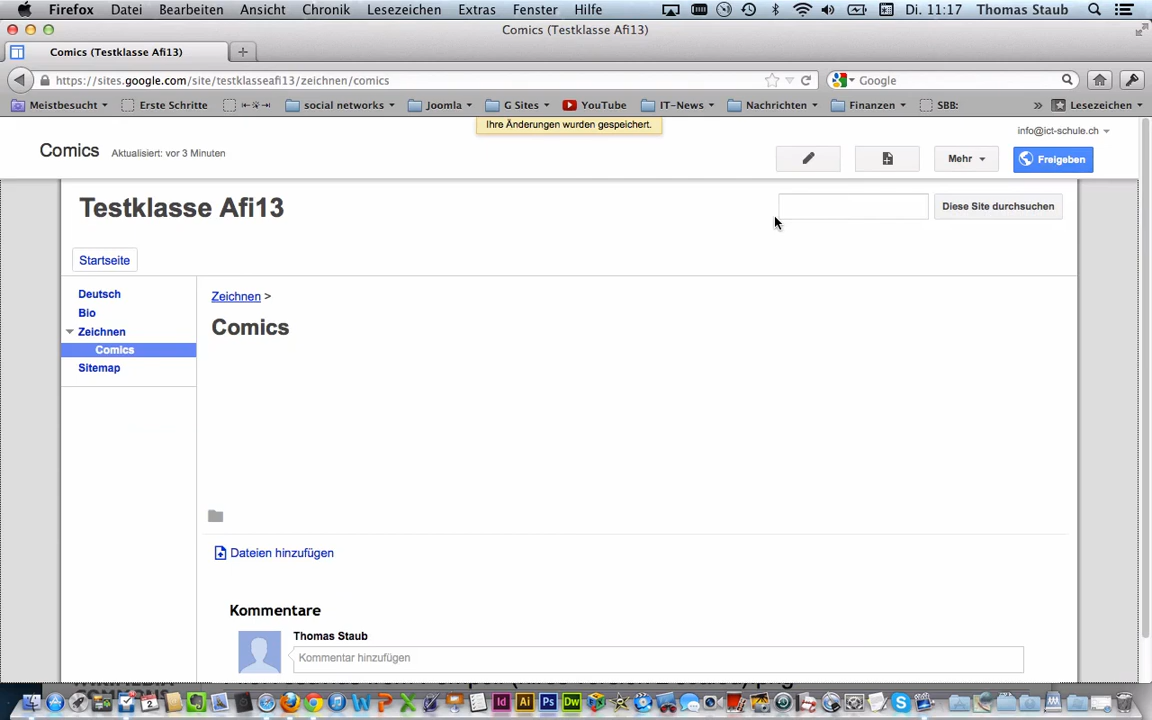 Firefox Datei Bearbeiten Ansicht Chronik Lesezeichen Extras Fenster Hilfe Di. 11:17 Thomas Staub
Comics (Testklasse Afi13)
Comics (Testklasse Afi13)
https://sites.google.com/site/testklasseafi13/zeichnen/comics Google
Meistbesucht Erste Schritte social networks Joomla G Sites YouTube IT-News Nachrichten Finanzen SBB: » Lesezeichen
Ihre Änderungen wurden gespeichert.
info@ict-schule.ch
Comics Aktualisiert: vor 3 Minuten Mehr Freigeben
Testklasse Afi13 Diese Site durchsuchen
Startseite
Deutsch
Bio
Zeichnen
Comics
Sitemap
Zeichnen >
Comics
Dateien hinzufügen
Kommentare
Thomas Staub
Kommentar hinzufügen